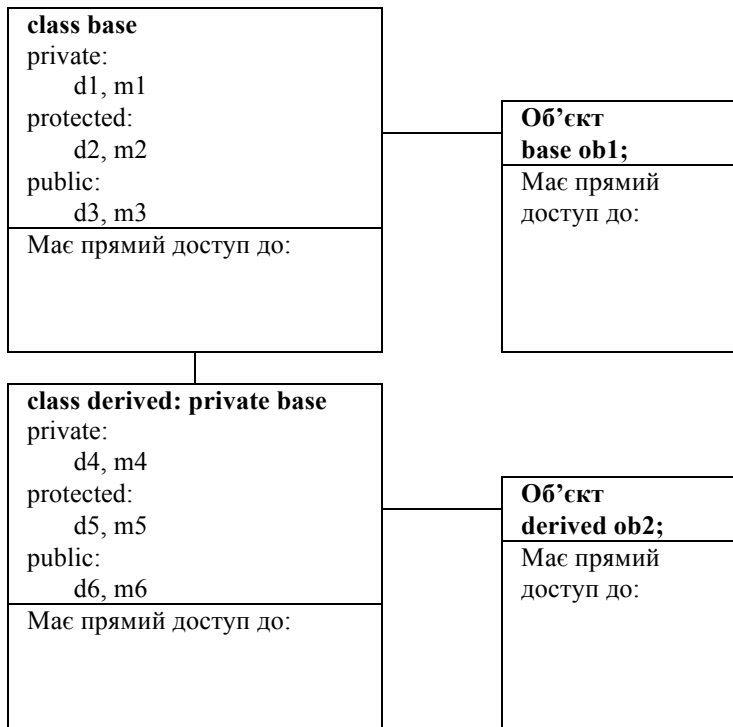 class base
private:
d1, m1
protected:
d2, m2
public:
d3, m3
Має прямий доступ до:
Об’єкт
base ob1;
Має прямий
доступ до:
class derived: private base
private:
d4, m4
protected:
d5, m5
public:
d6, m6
Має прямий доступ до:
Об’єкт
derived ob2;
Має прямий
доступ до: